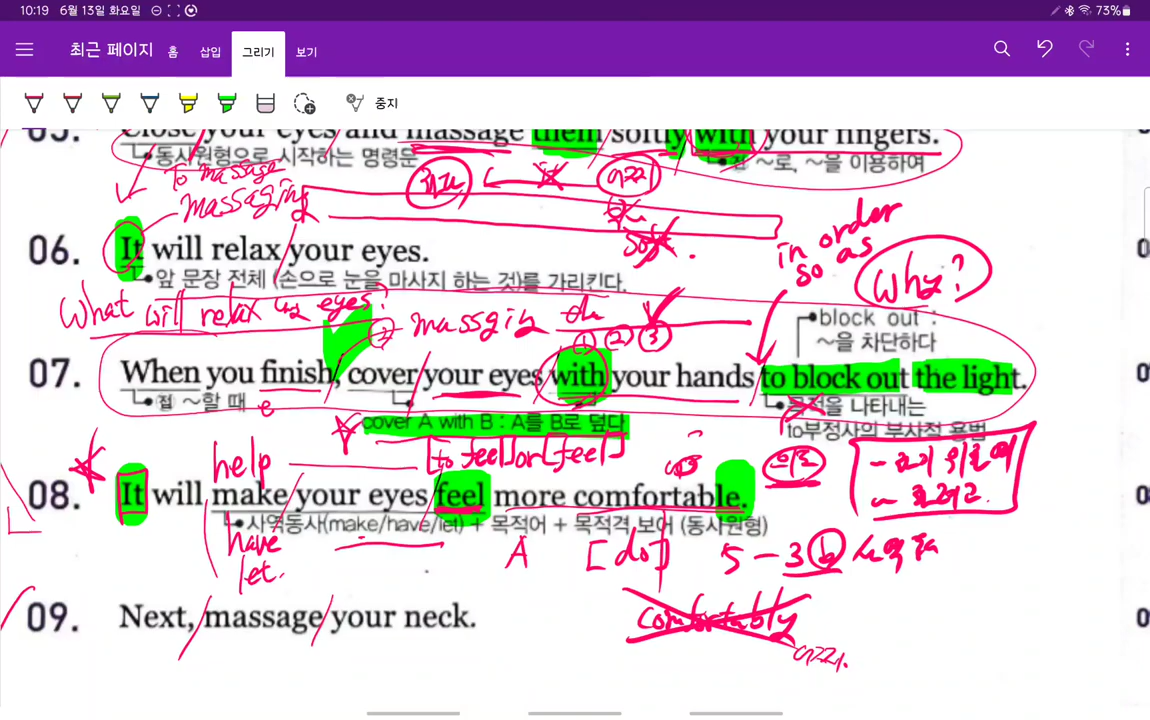 10:19 6월 13일 화요일 73%
최근 페이지 홈 삽입 그리기 보기
중지
05. Close your eyes and massage them softly with your fingers.
동사원형으로 시작하는 명령문
전 ~로, ~을 이용하여
To massage
massaging
06. It will relax your eyes.
앞 문장 전체 (손으로 눈을 마사지 하는 것)를 가리킨다.
in order
so as
Why?
What will relax eyes?
massgig the
① ② ③
block out :
~을 차단하다
07. When you finish, cover your eyes with your hands to block out the light.
접 ~할 때
cover A with B : A를 B로 덮다
목적을 나타내는
to부정사의 부사적 용법
help
[to feel] or [feel]
08. It will make your eyes feel more comfortable.
사역동사(make/have/let) + 목적어 + 목적격 보어 (동사원형)
have
let.
A [do] 5 - 3
09. Next, massage your neck.
comfortably